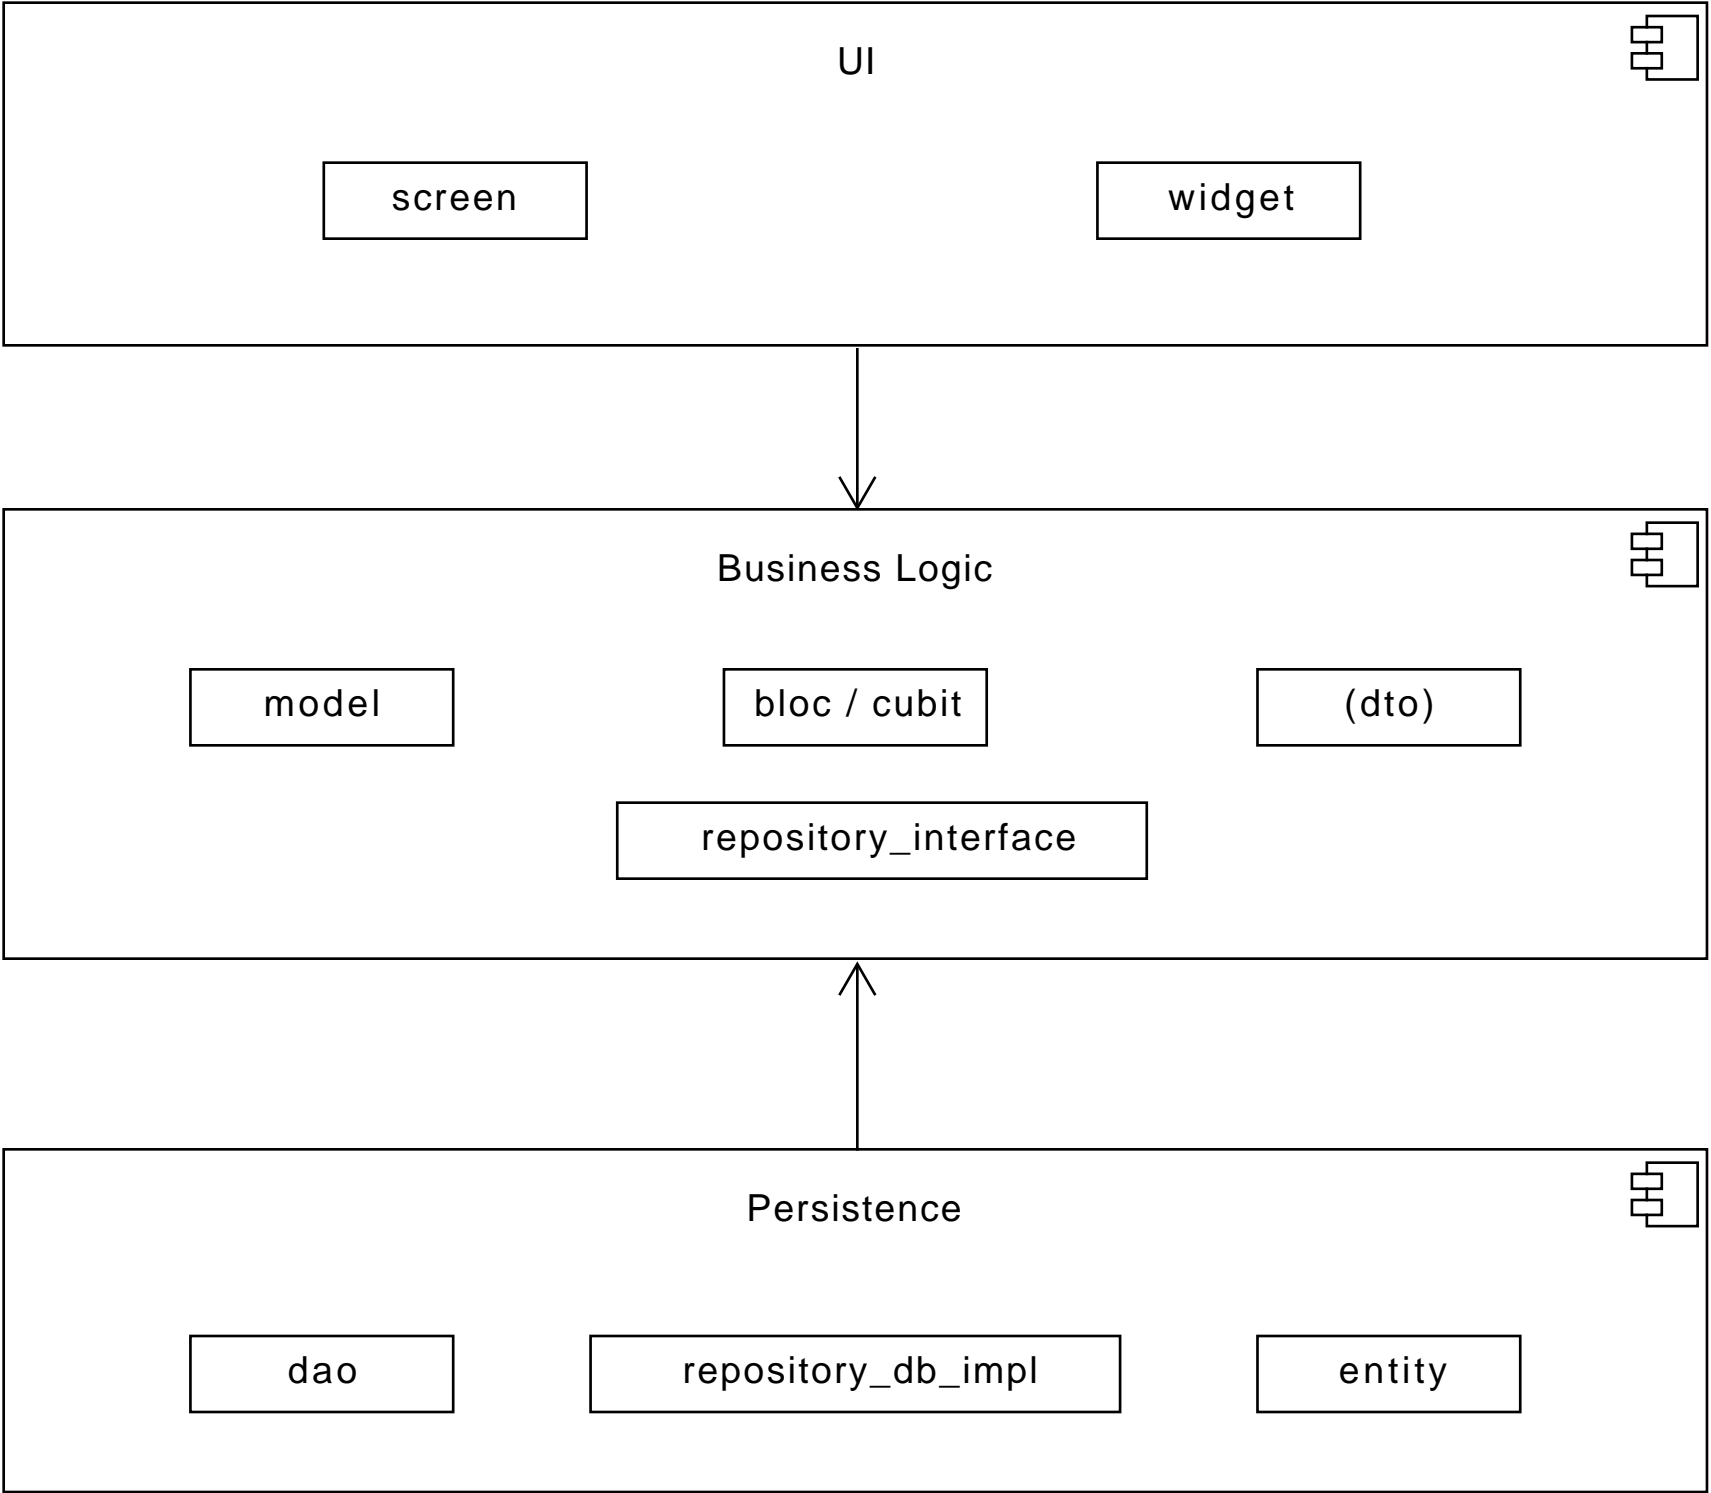 UI
screen
widget
Business Logic
model
bloc / cubit
(dto)
repository_interface
Persistence
dao
repository_db_impl
entity